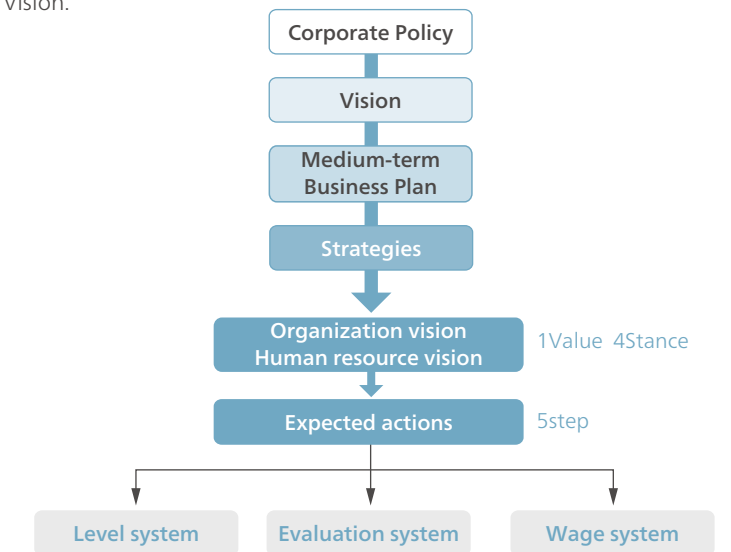 Vision.
Corporate Policy
Vision
Medium-term
Business Plan
Strategies
Organization vision
Human resource vision
1Value 4Stance
Expected actions
5step
Level system
Evaluation system
Wage system